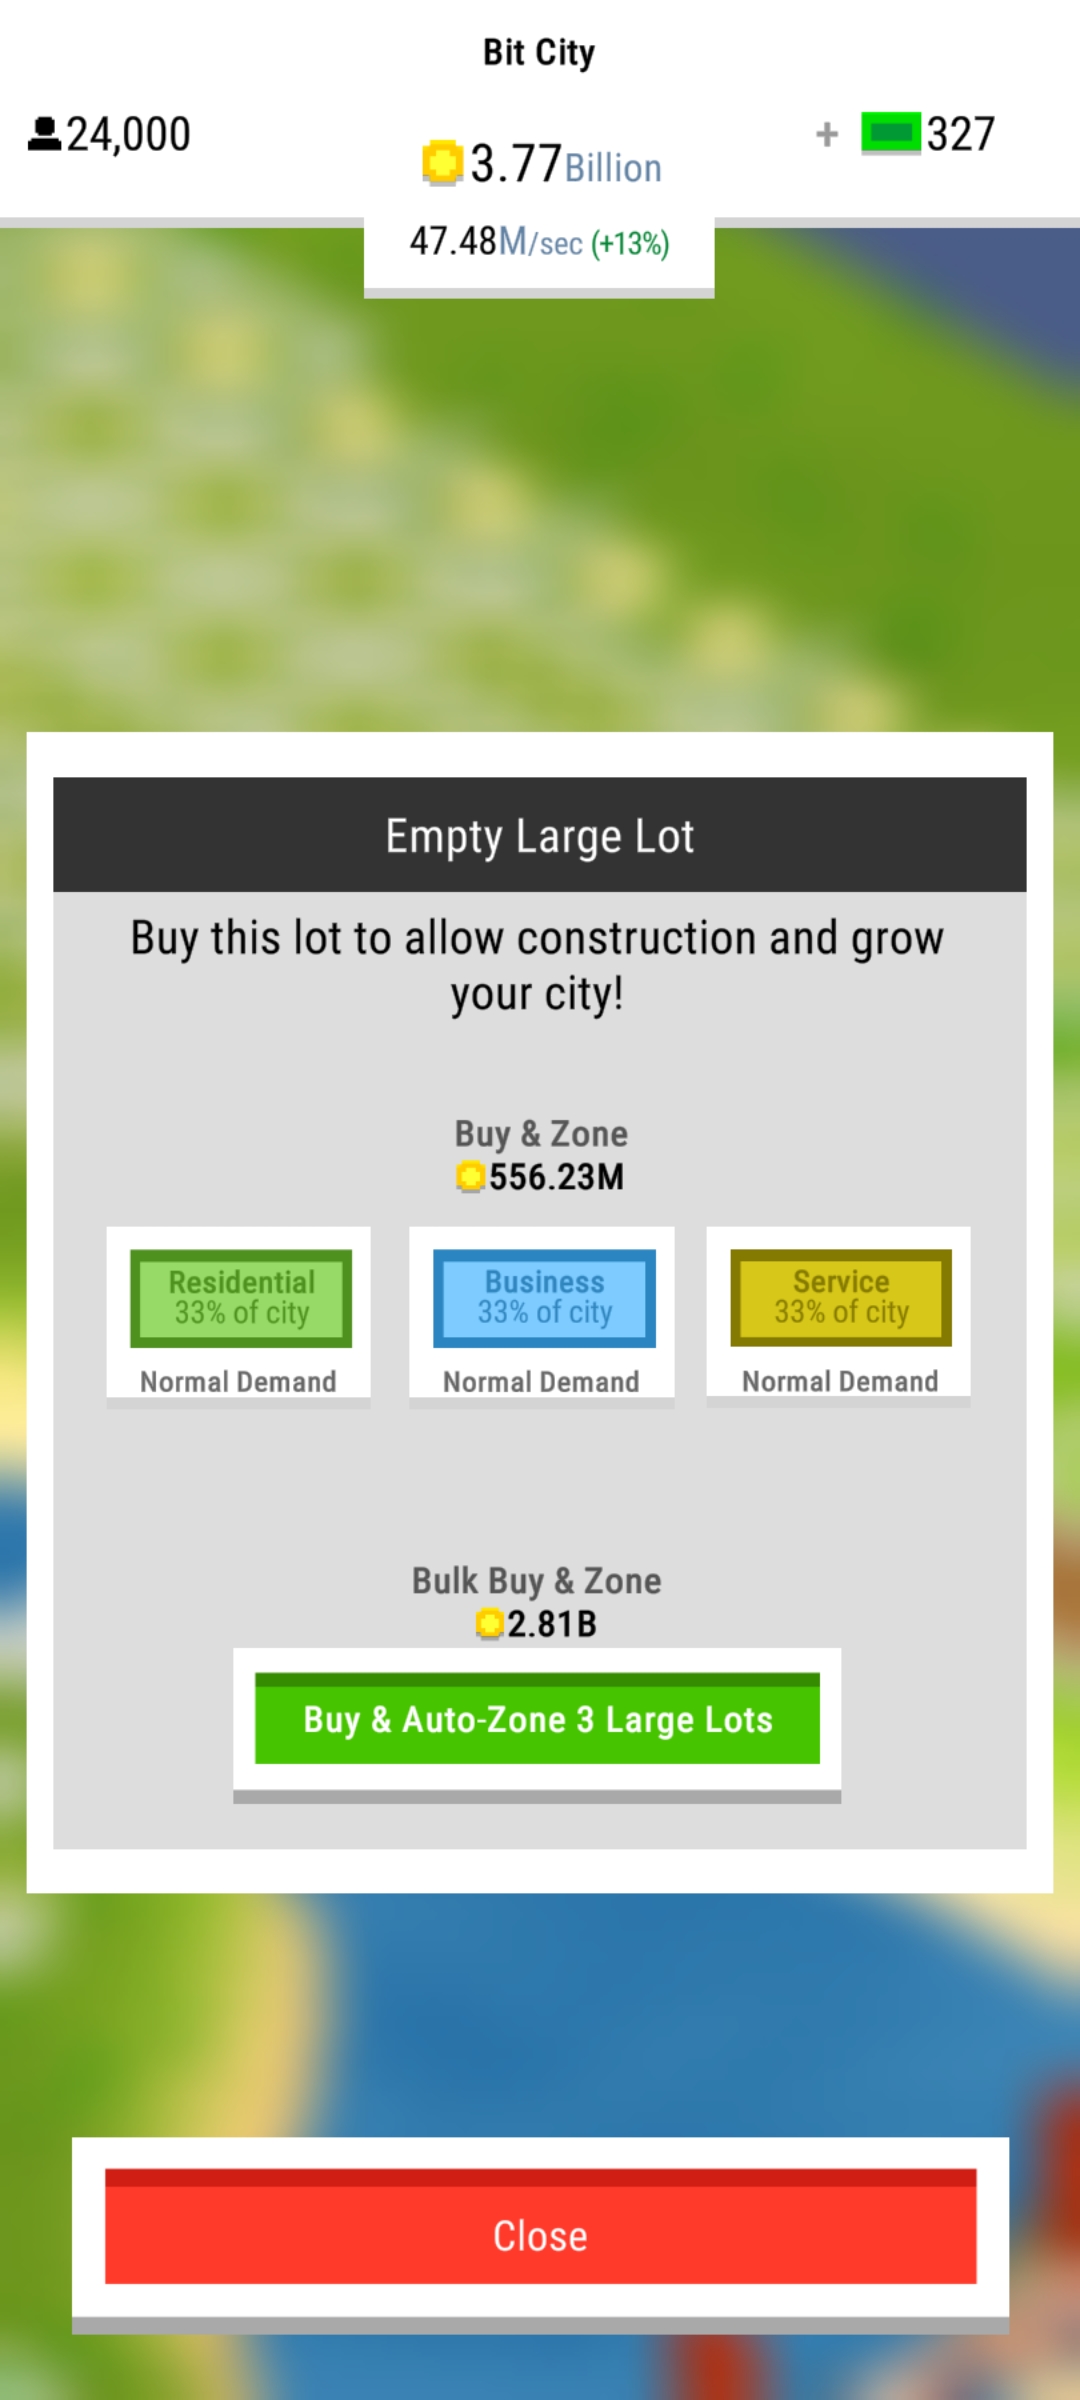 Bit City
24,000
3.77Billion
+ 327
47.48M/sec (+13%)
Empty Large Lot
Buy this lot to allow construction and grow
your city!
Buy & Zone
556.23M
Residential
33% of city
Normal Demand
Business
33% of city
Normal Demand
Service
33% of city
Normal Demand
Bulk Buy & Zone
2.81B
Buy & Auto-Zone 3 Large Lots
Close